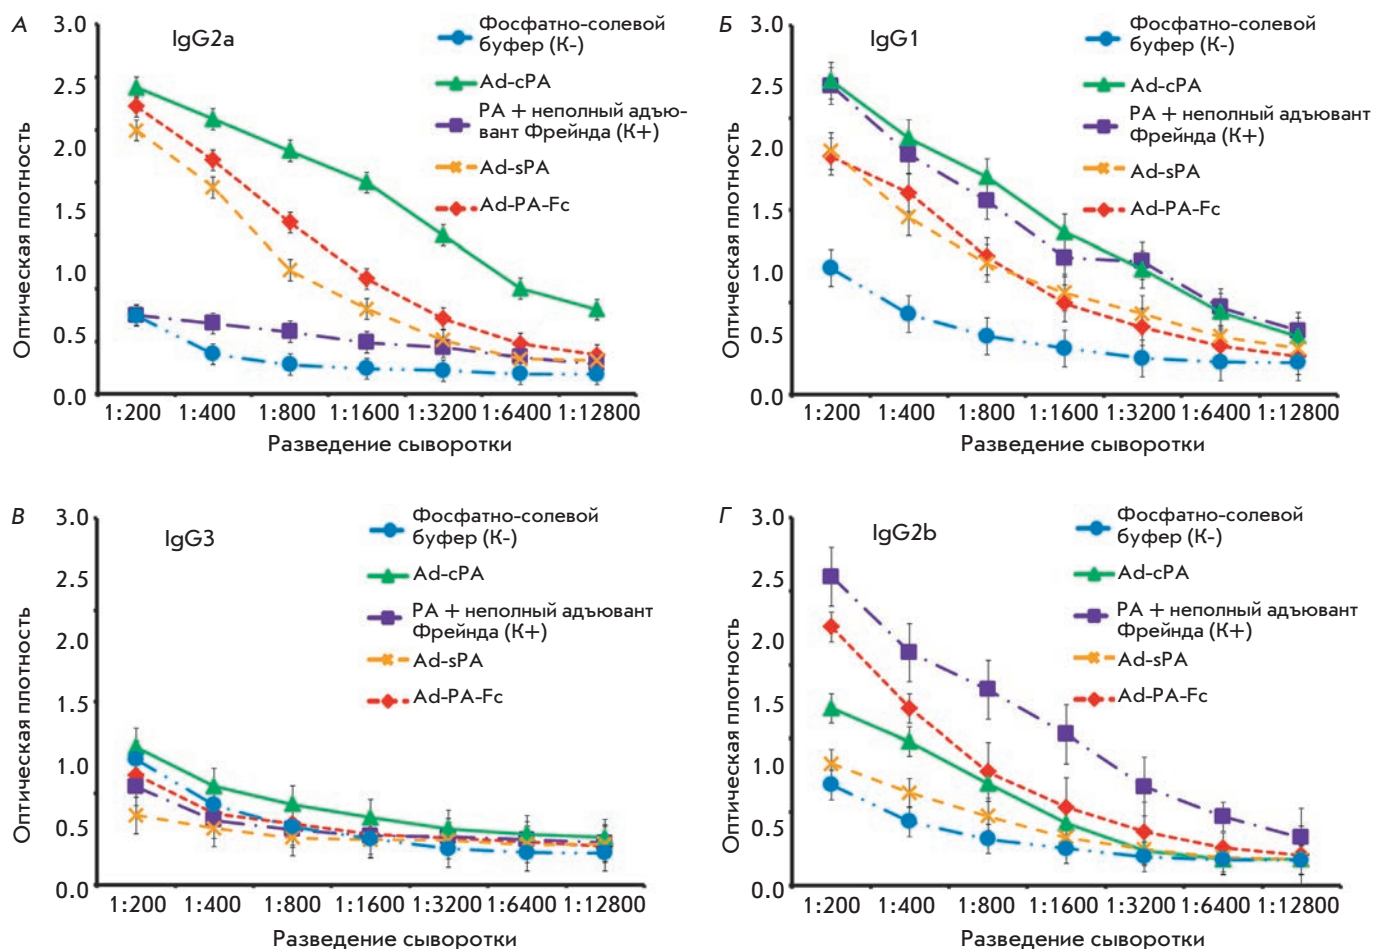 А
IgG2a
3.0
2.5
2.0
1.5
1.0
0.5
0.0
Оптическая плотность
Фосфатно-солевой
буфер (К-)
Ad-cPA
PA + неполный адъю-
вант Фрейнда (К+)
Ad-sPA
Ad-PA-Fc
1:200 1:400 1:800 1:1600 1:3200 1:6400 1:12800
Разведение сыворотки
Б
IgG1
3.0
2.5
2.0
1.5
1.0
0.5
0.0
Оптическая плотность
Фосфатно-солевой
буфер (К-)
Ad-cPA
PA + неполный адъювант
Фрейнда (К+)
Ad-sPA
Ad-PA-Fc
1:200 1:400 1:800 1:1600 1:3200 1:6400 1:12800
Разведение сыворотки
В
IgG3
3.0
2.5
2.0
1.5
1.0
0.5
0.0
Оптическая плотность
Фосфатно-солевой
буфер (К-)
Ad-cPA
PA + неполный адъювант
Фрейнда (К+)
Ad-sPA
Ad-PA-Fc
1:200 1:400 1:800 1:1600 1:3200 1:6400 1:12800
Разведение сыворотки
Г
IgG2b
3.0
2.5
2.0
1.5
1.0
0.5
0.0
Оптическая плотность
Фосфатно-солевой
буфер (К-)
Ad-cPA
PA + неполный адъювант
Фрейнда (К+)
Ad-sPA
Ad-PA-Fc
1:200 1:400 1:800 1:1600 1:3200 1:6400 1:12800
Разведение сыворотки